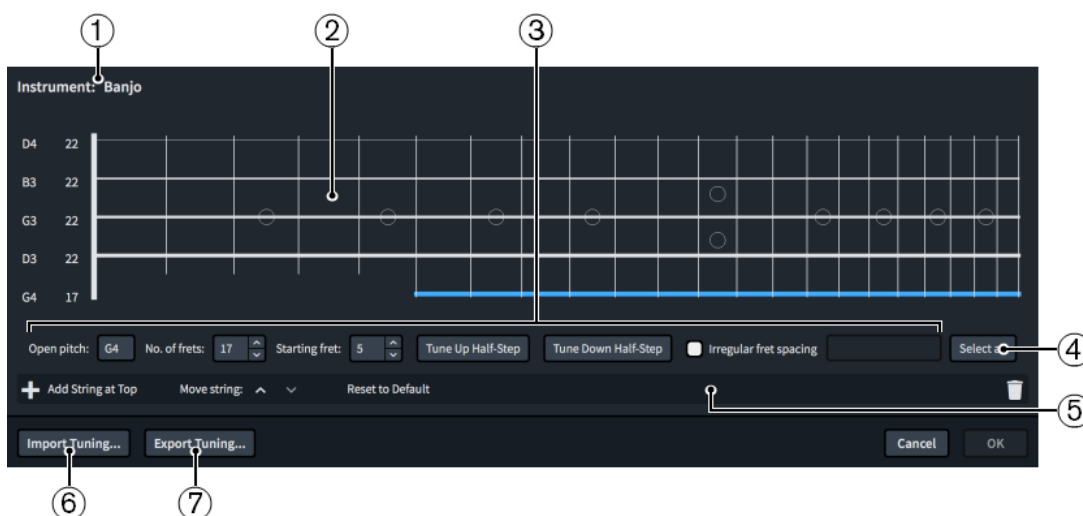 ① ② ③
Instrument: Banjo
D4 22
B3 22
G3 22
D3 22
G4 17
Open pitch: G4 No. of frets: 17 Starting fret: 5 Tune Up Half-Step Tune Down Half-Step Irregular fret spacing Select a ④
Add String at Top Move string: Reset to Default
⑤
Import Tuning... Export Tuning... Cancel OK
⑥ ⑦